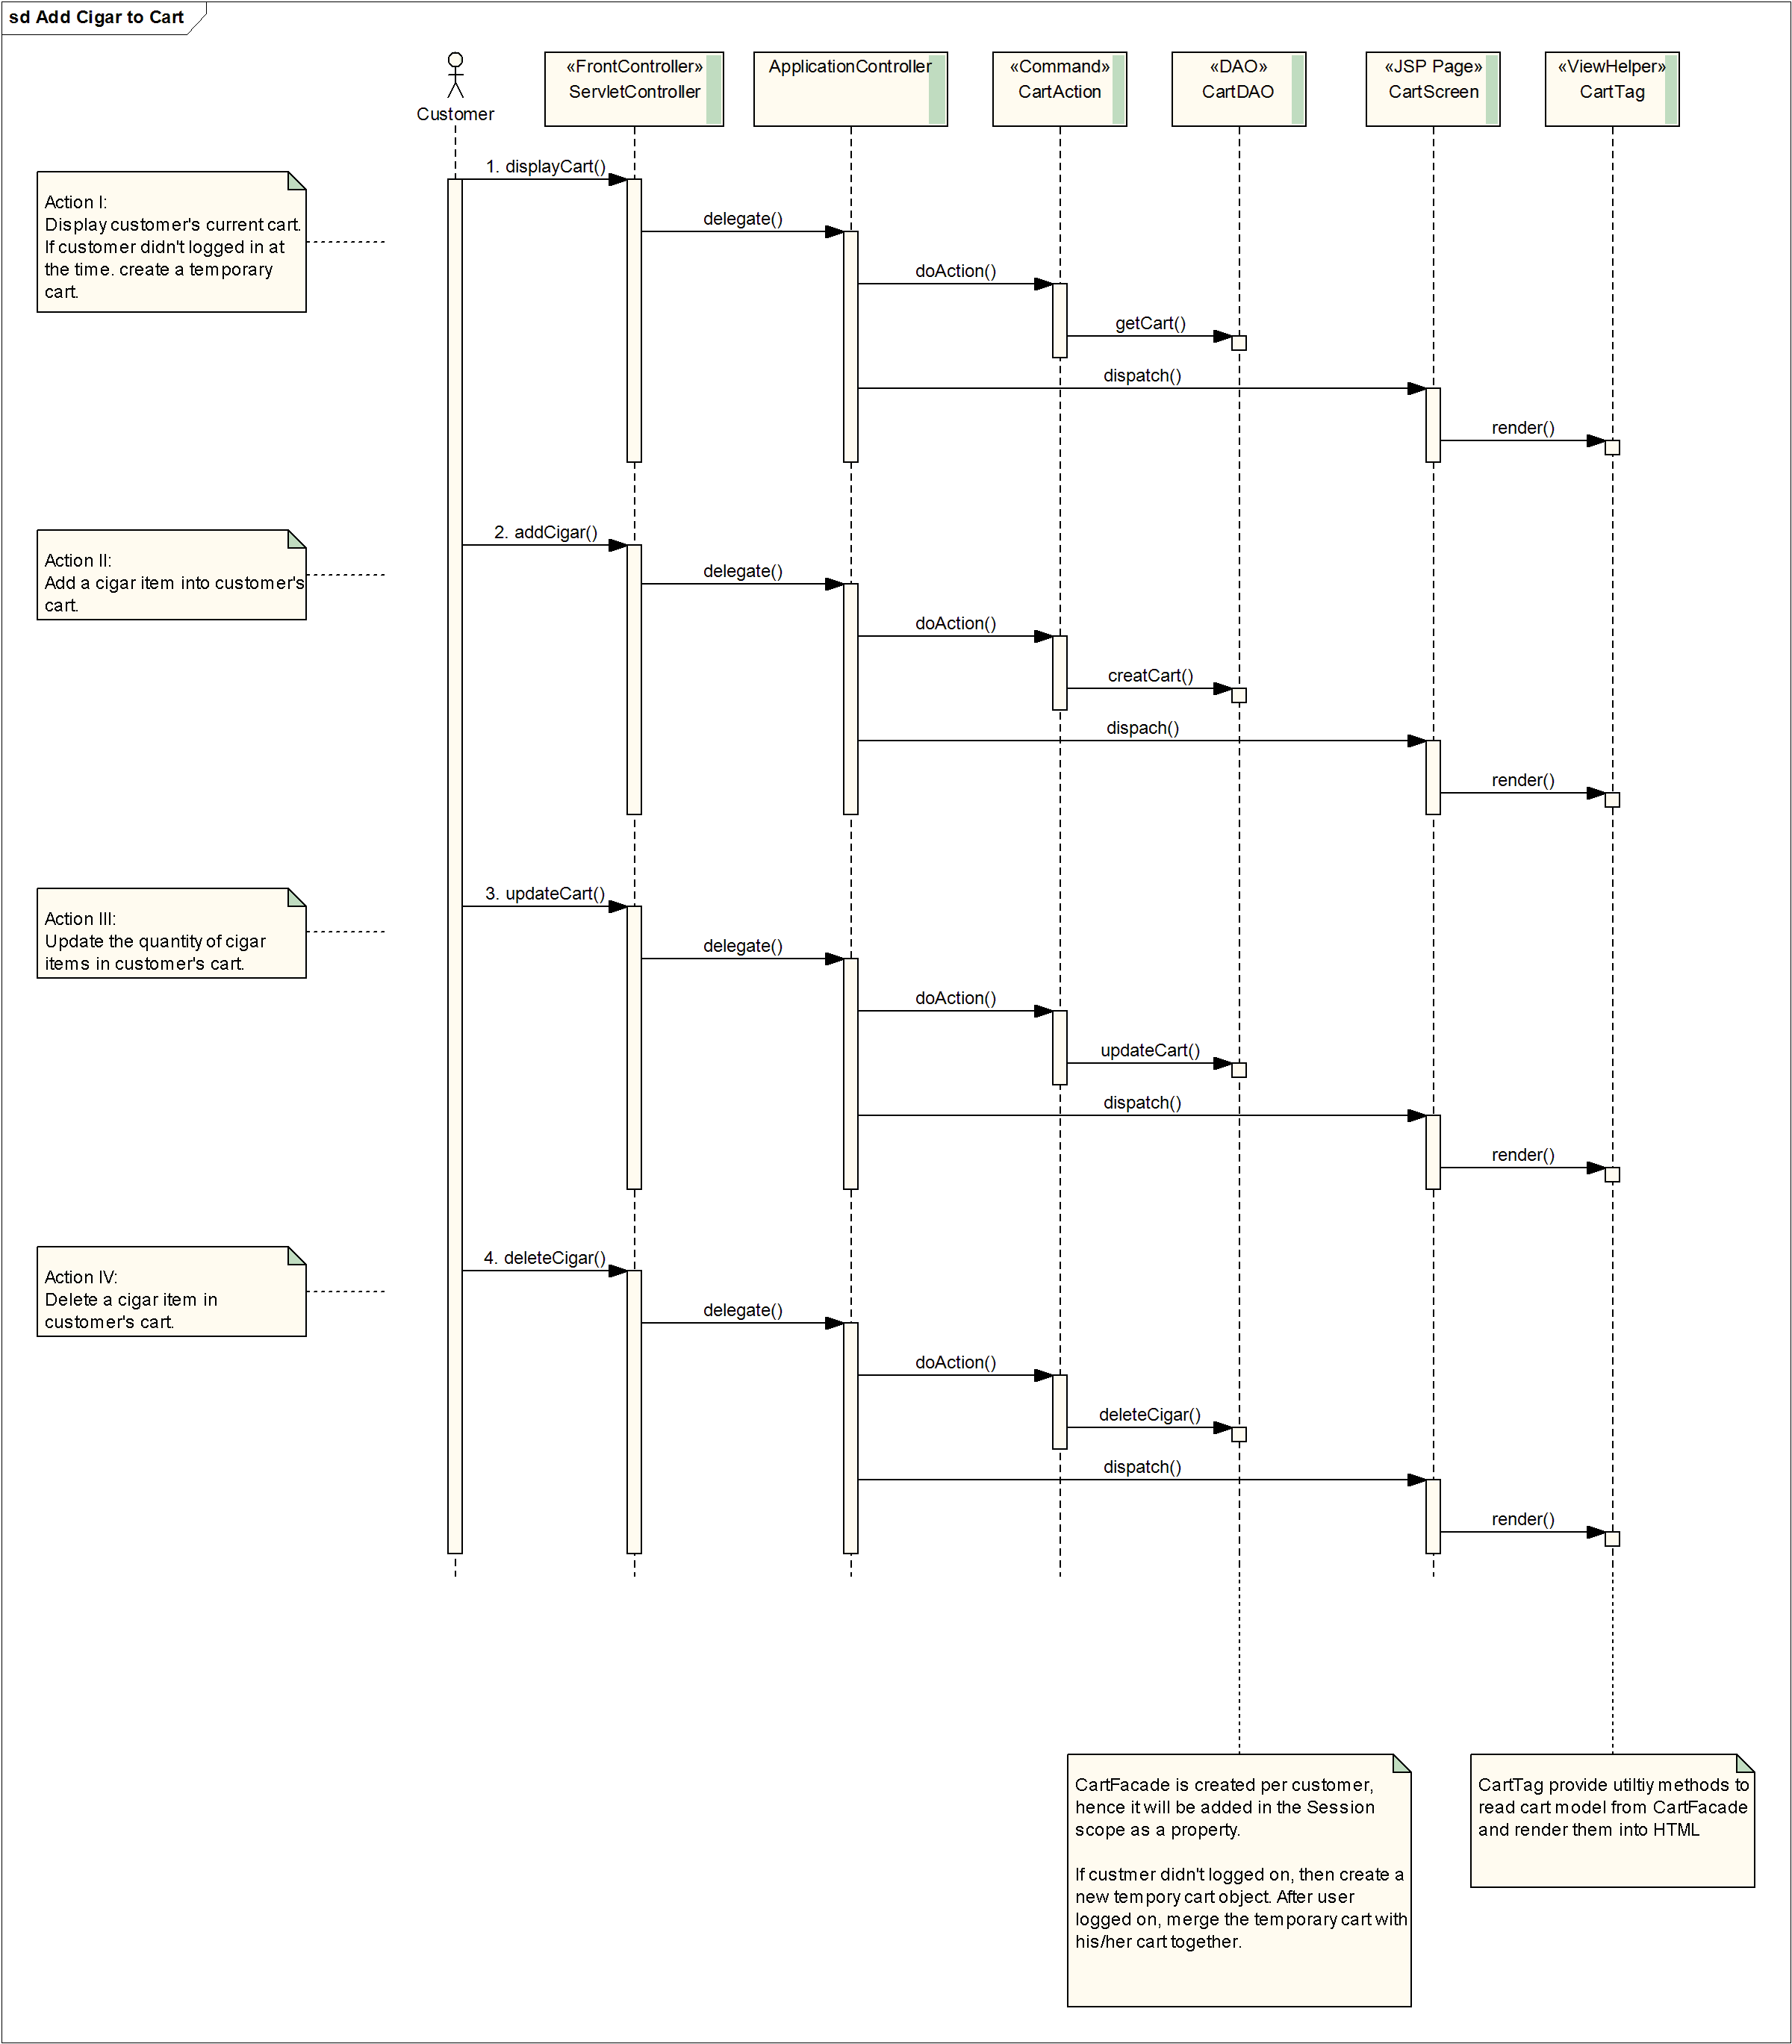 sd Add Cigar to Cart
Customer
«FrontController»
ServletController
ApplicationController
«Command»
CartAction
«DAO»
CartDAO
«JSP Page»
CartScreen
«ViewHelper»
CartTag
Action I:
Display customer's current cart.
If customer didn't logged in at
the time. create a temporary
cart.
1. displayCart()
delegate()
doAction()
getCart()
dispatch()
render()
Action II:
Add a cigar item into customer's
cart.
2. addCigar()
delegate()
doAction()
creatCart()
dispach()
render()
Action III:
Update the quantity of cigar
items in customer's cart.
3. updateCart()
delegate()
doAction()
updateCart()
dispatch()
render()
Action IV:
Delete a cigar item in
customer's cart.
4. deleteCigar()
delegate()
doAction()
deleteCigar()
dispatch()
render()
CartFacade is created per customer,
hence it will be added in the Session
scope as a property.
If custmer didn't logged on, then create a
new tempory cart object. After user
logged on, merge the temporary cart with
his/her cart together.
CartTag provide utiltiy methods to
read cart model from CartFacade
and render them into HTML